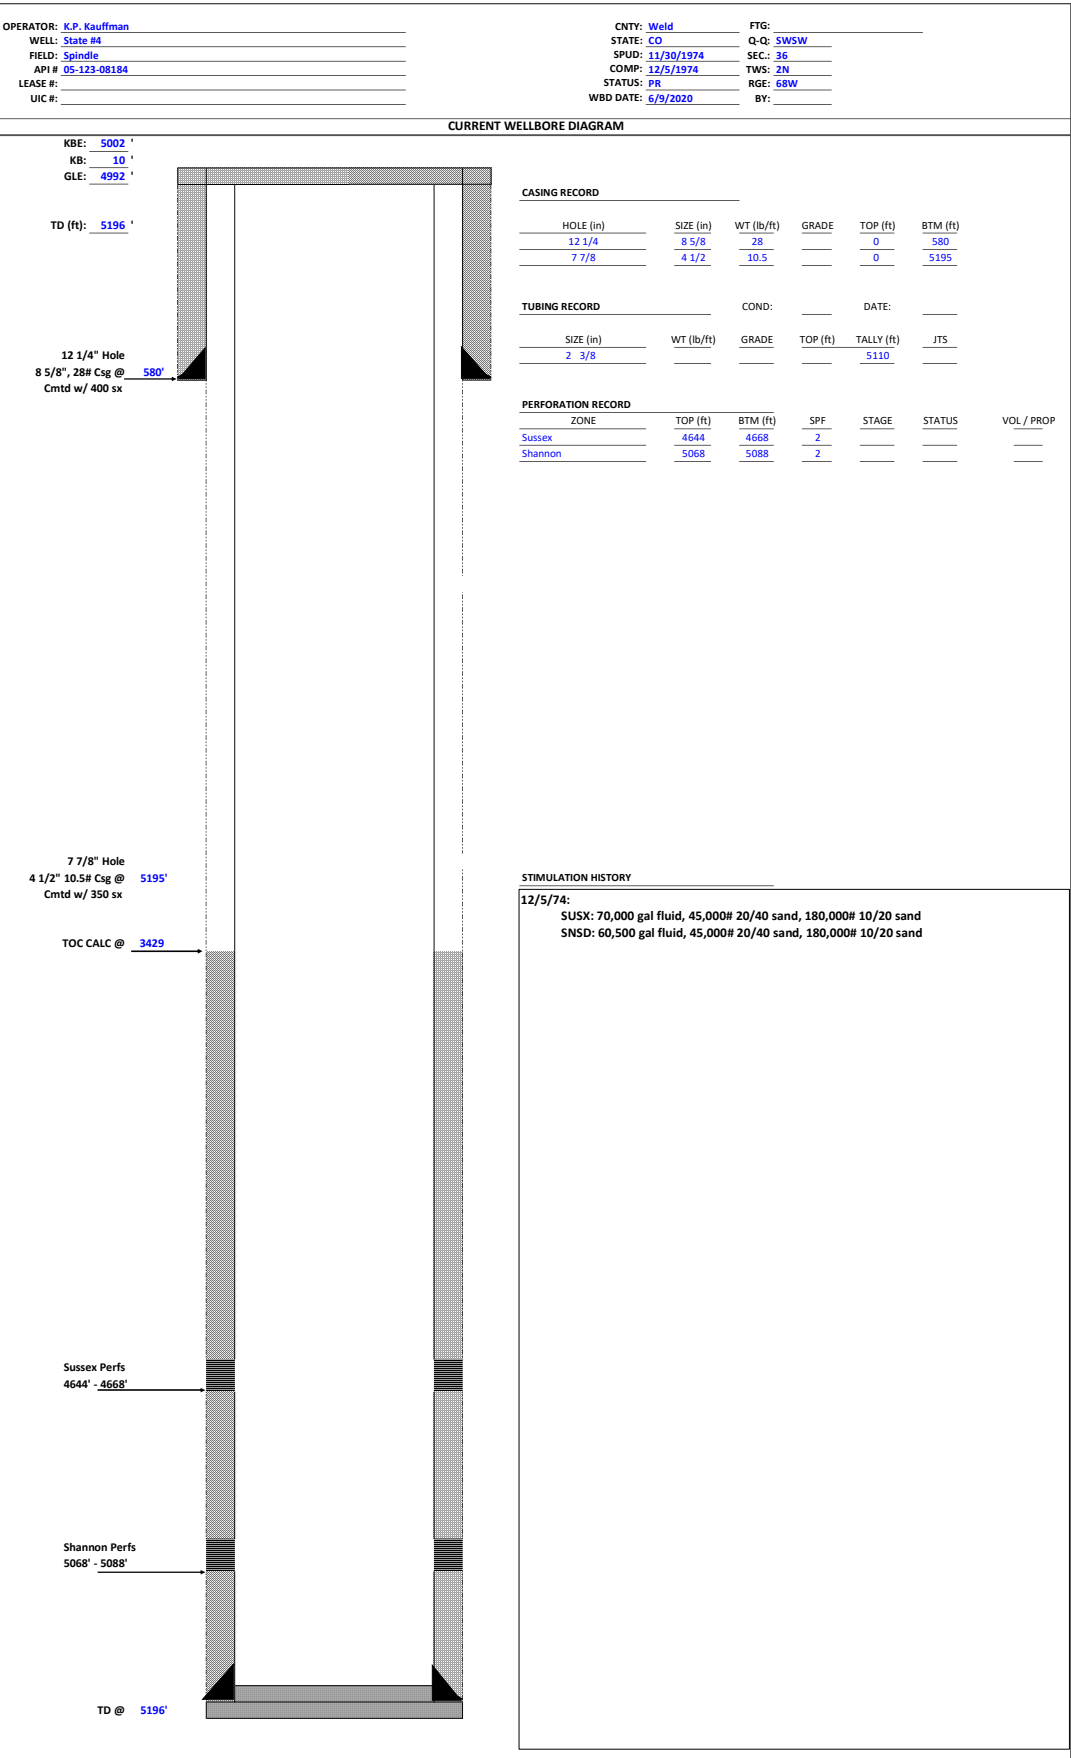 OPERATOR: K.P. Kauffman CNTY: Weld FTG:
WELL: State #4 STATE: CO Q-Q: SWSW
FIELD: Spindle SPUD: 11/30/1974 SEC.: 36
API # 05-123-08184 COMP: 12/5/1974 TWS: 2N
LEASE #: STATUS: PR RGE: 68W
UIC #: WBD DATE: 6/9/2020 BY:
CURRENT WELLBORE DIAGRAM
KBE: 5002 '
KB: 10 '
GLE: 4992 '
TD (ft): 5196 '
CASING RECORD
HOLE (in) SIZE (in) WT (lb/ft) GRADE TOP (ft) BTM (ft)
12 1/4 8 5/8 28 0 580
7 7/8 4 1/2 10.5 0 5195
TUBING RECORD COND: DATE:
SIZE (in) WT (lb/ft) GRADE TOP (ft) TALLY (ft) JTS
2 3/8 5110
12 1/4" Hole
8 5/8", 28# Csg @ 580'
Cmtd w/ 400 sx
PERFORATION RECORD
ZONE TOP (ft) BTM (ft) SPF STAGE STATUS VOL / PROP
Sussex 4644 4668 2
Shannon 5068 5088 2
7 7/8" Hole
4 1/2" 10.5# Csg @ 5195'
Cmtd w/ 350 sx
TOC CALC @ 3429
STIMULATION HISTORY
12/5/74:
SUSX: 70,000 gal fluid, 45,000# 20/40 sand, 180,000# 10/20 sand
SNSD: 60,500 gal fluid, 45,000# 20/40 sand, 180,000# 10/20 sand
Sussex Perfs
4644' - 4668'
Shannon Perfs
5068' - 5088'
TD @ 5196'